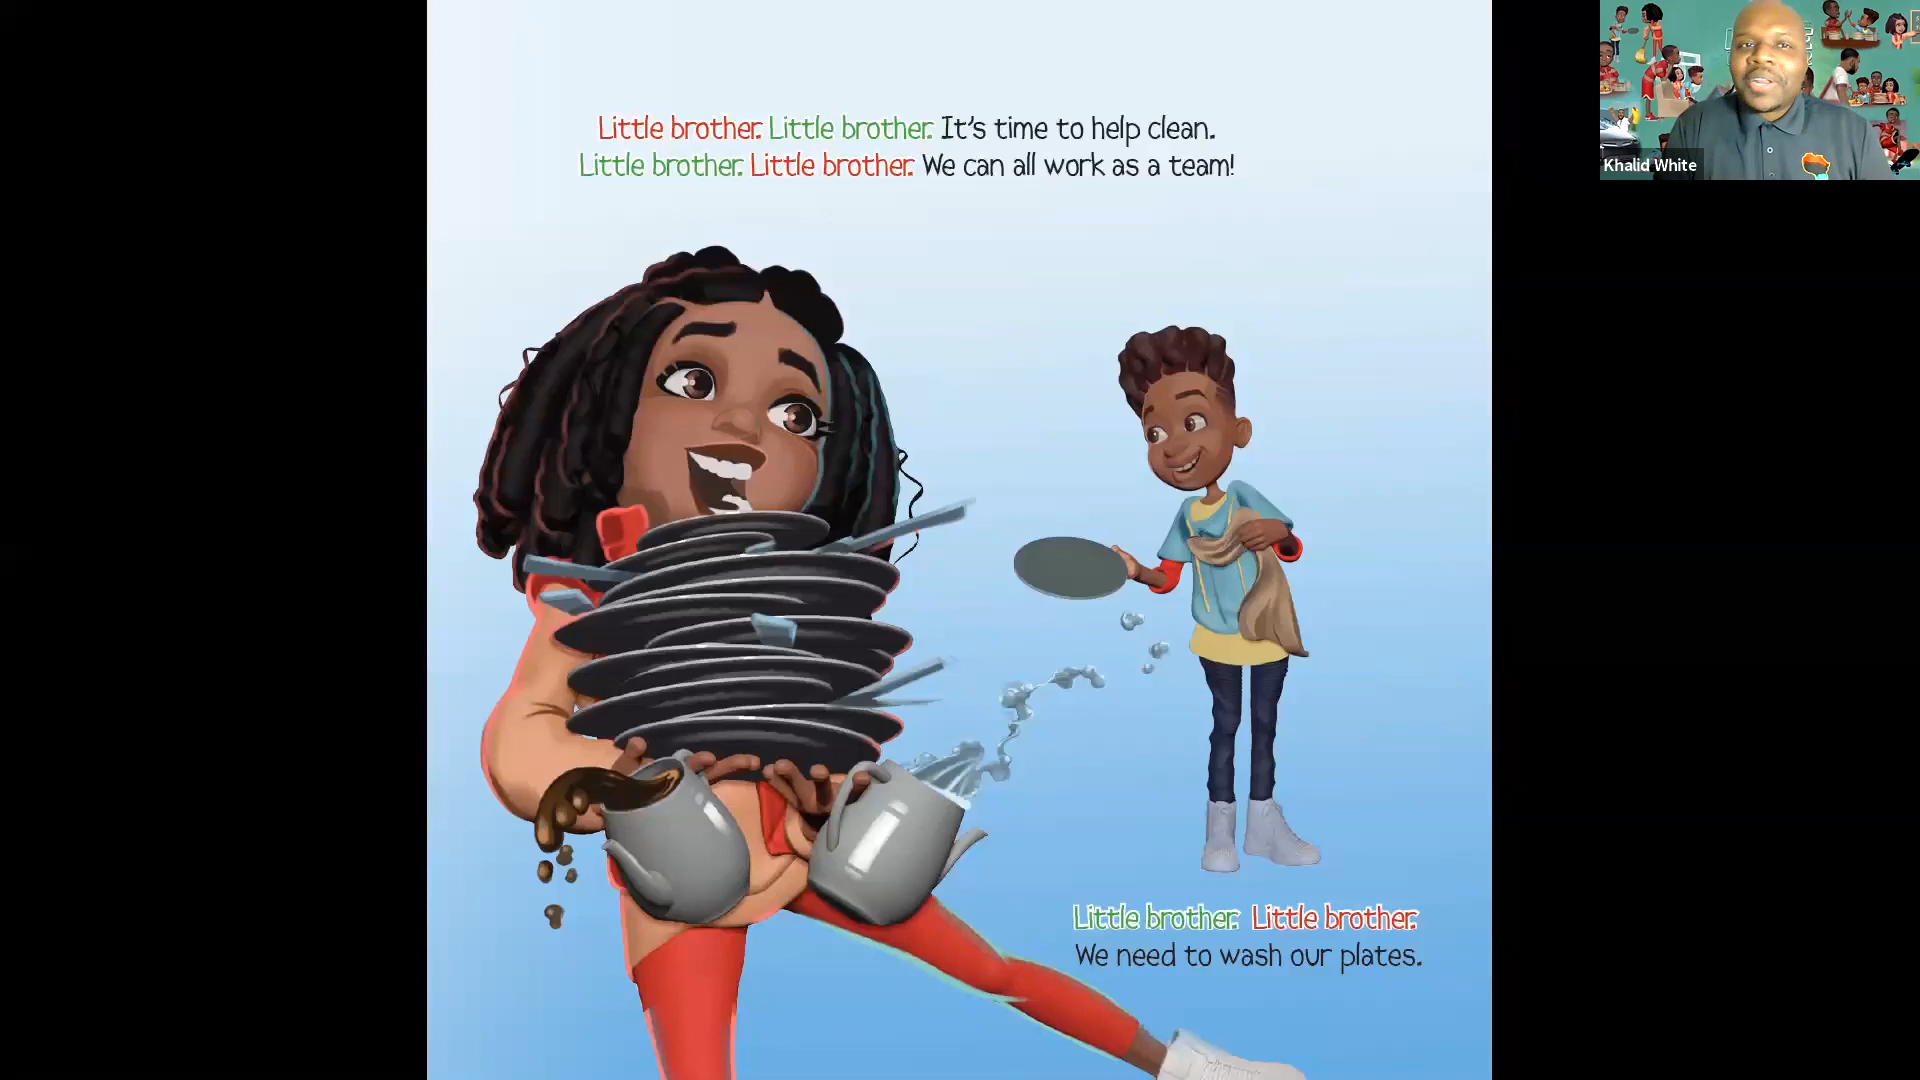 Little brother. Little brother. It's time to help clean.
Little brother. Little brother. We can all work as a team!
Khalid White
Little brother. Little brother.
We need to wash our plates.